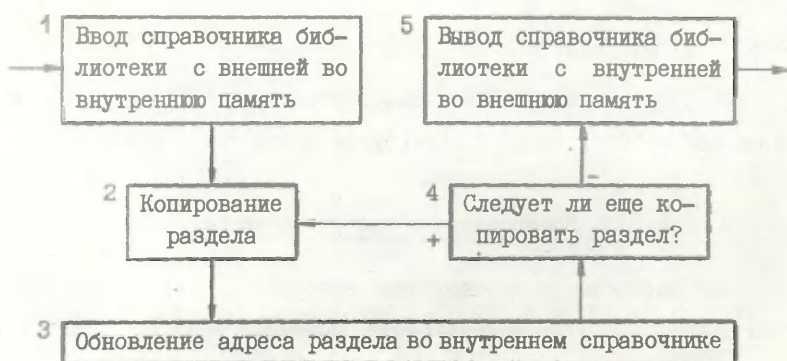 1
Ввод справочника биб-
лиотеки с внешней во
внутреннюю память
5
Вывод справочника биб-
лиотеки с внутренней
во внешнюю память
2
Копирование
раздела
4
Следует ли еще ко-
пировать раздел?
-
+
3
Обновление адреса раздела во внутреннем справочнике